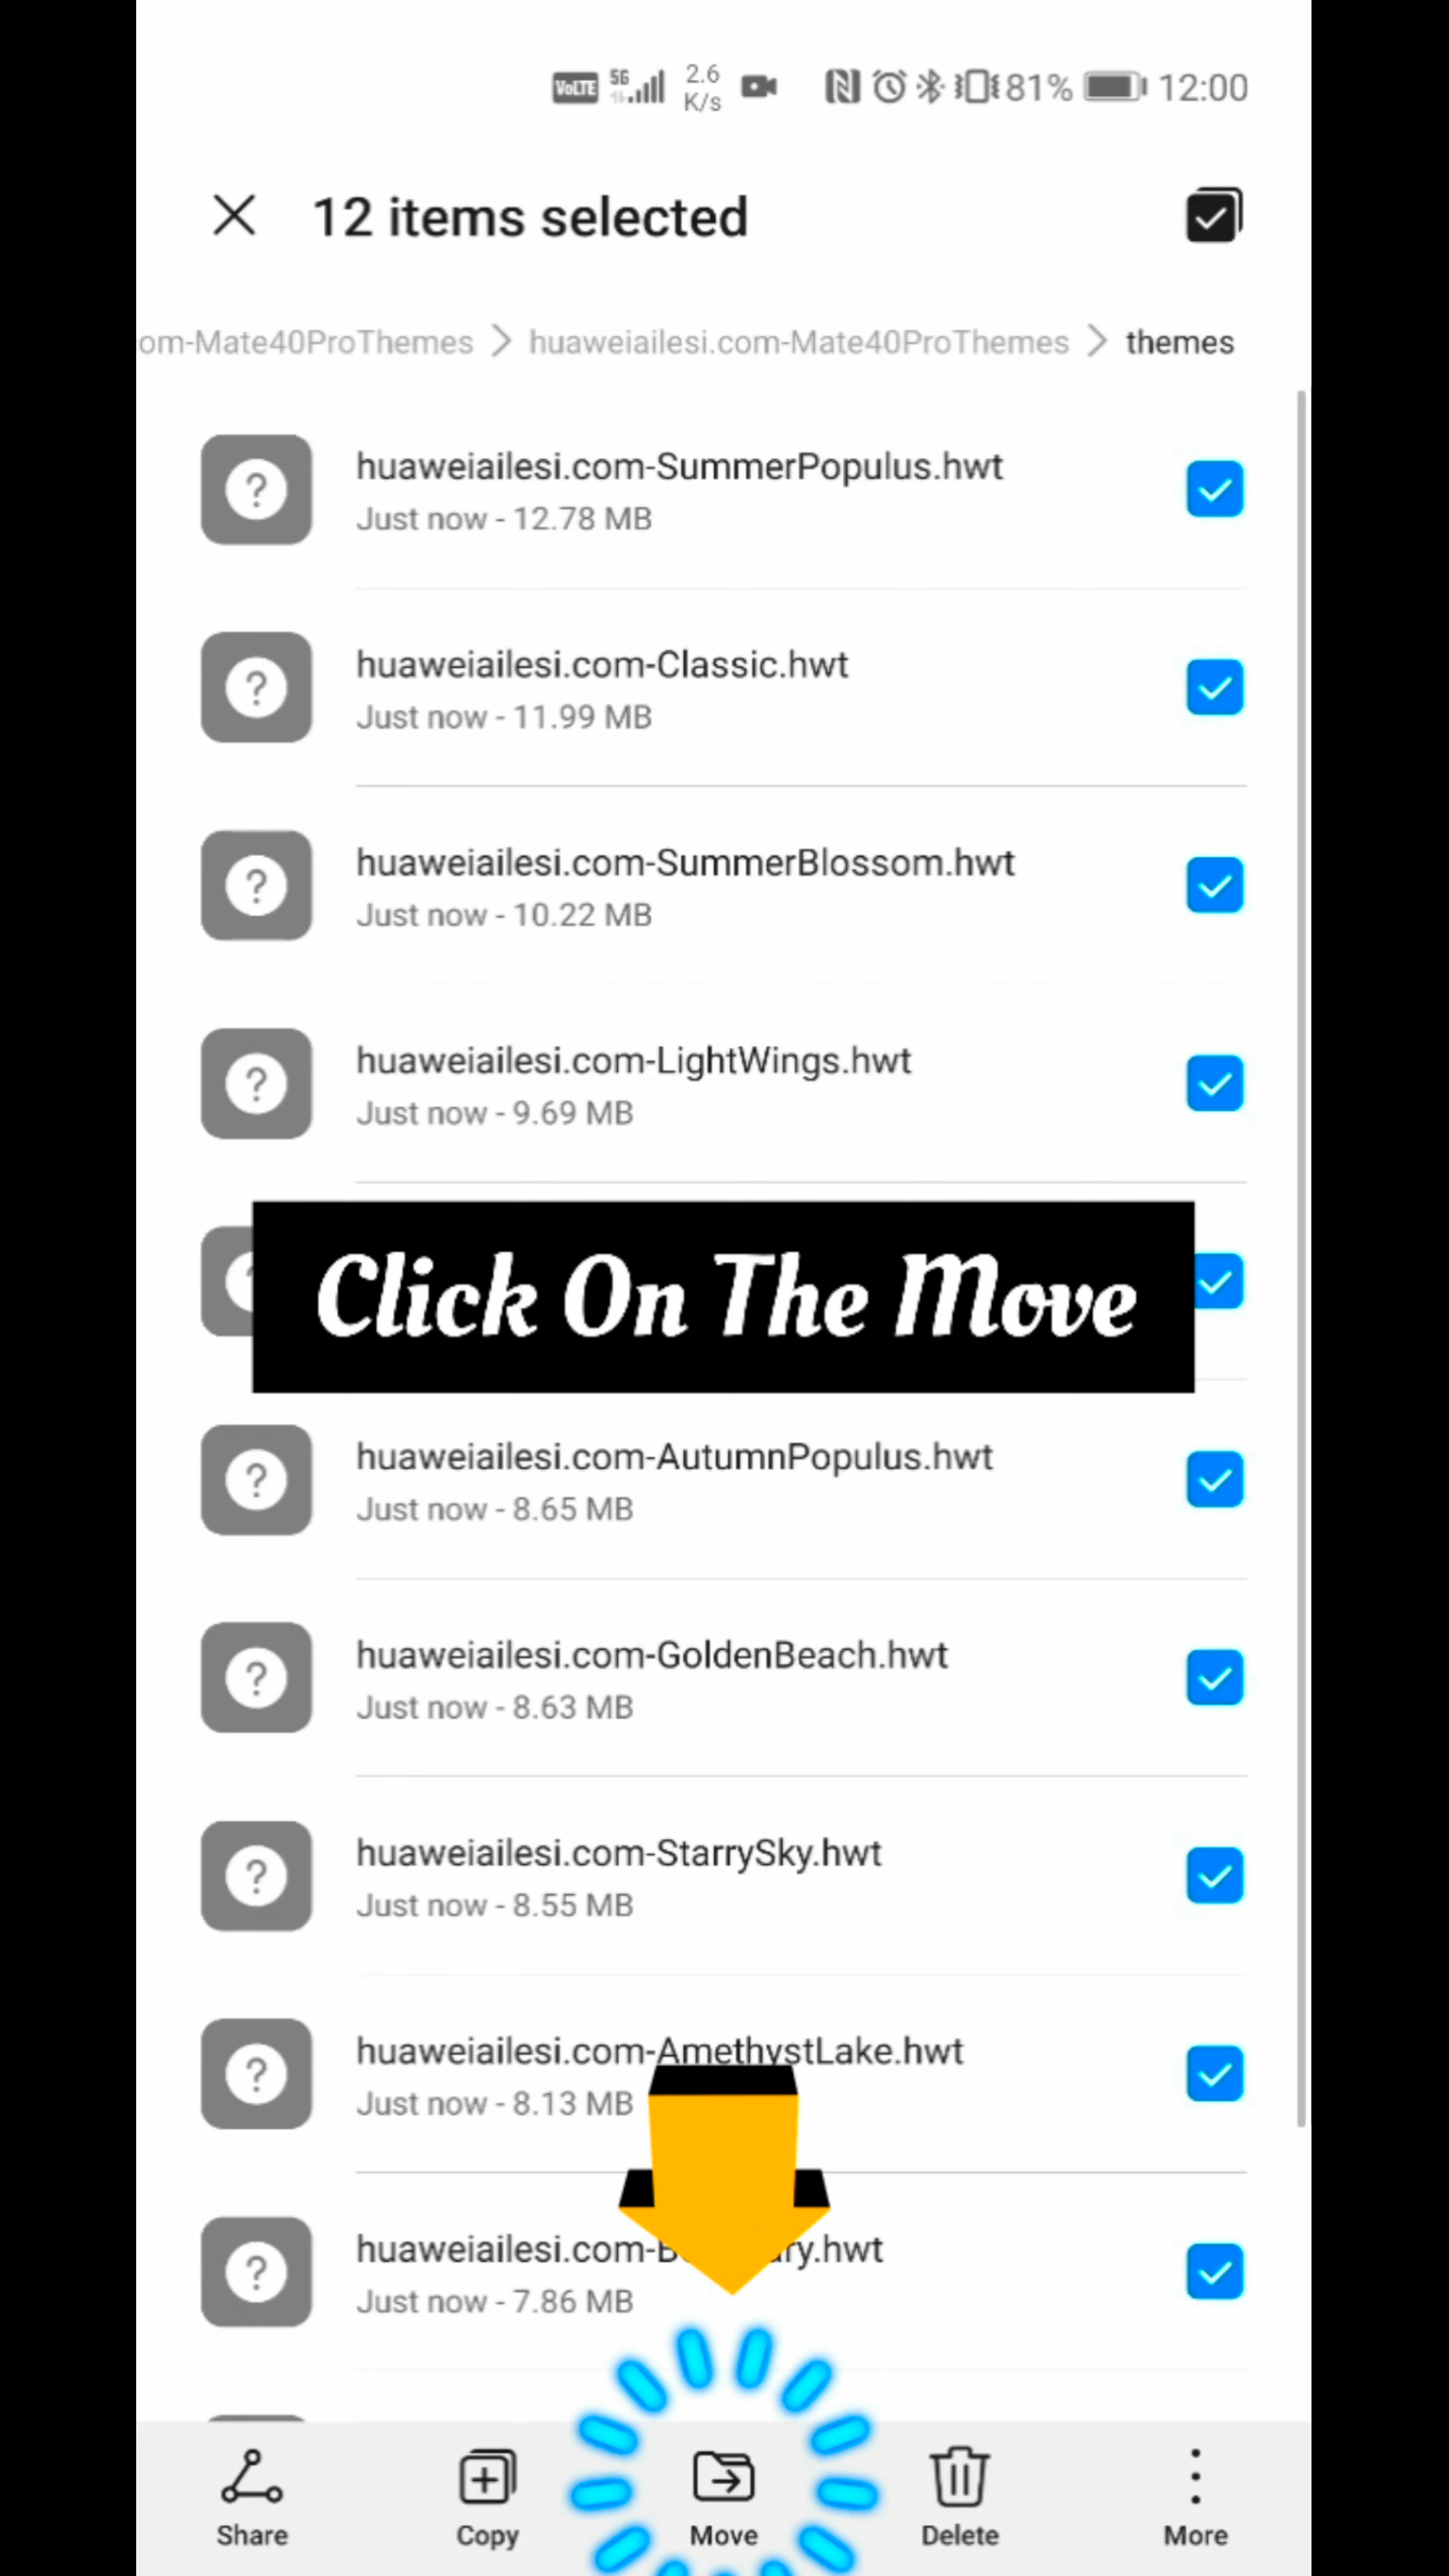 VoLTE 5G 2.6 K/s 81% 12:00
12 items selected
om-Mate40ProThemes > huaweiailesi.com-Mate40ProThemes > themes
huaweiailesi.com-SummerPopulus.hwt
Just now - 12.78 MB
huaweiailesi.com-Classic.hwt
Just now - 11.99 MB
huaweiailesi.com-SummerBlossom.hwt
Just now - 10.22 MB
huaweiailesi.com-LightWings.hwt
Just now - 9.69 MB
Click On The Move
huaweiailesi.com-AutumnPopulus.hwt
Just now - 8.65 MB
huaweiailesi.com-GoldenBeach.hwt
Just now - 8.63 MB
huaweiailesi.com-StarrySky.hwt
Just now - 8.55 MB
huaweiailesi.com-AmethystLake.hwt
Just now - 8.13 MB
Just now - 7.86 MB
Share Copy Move Delete More